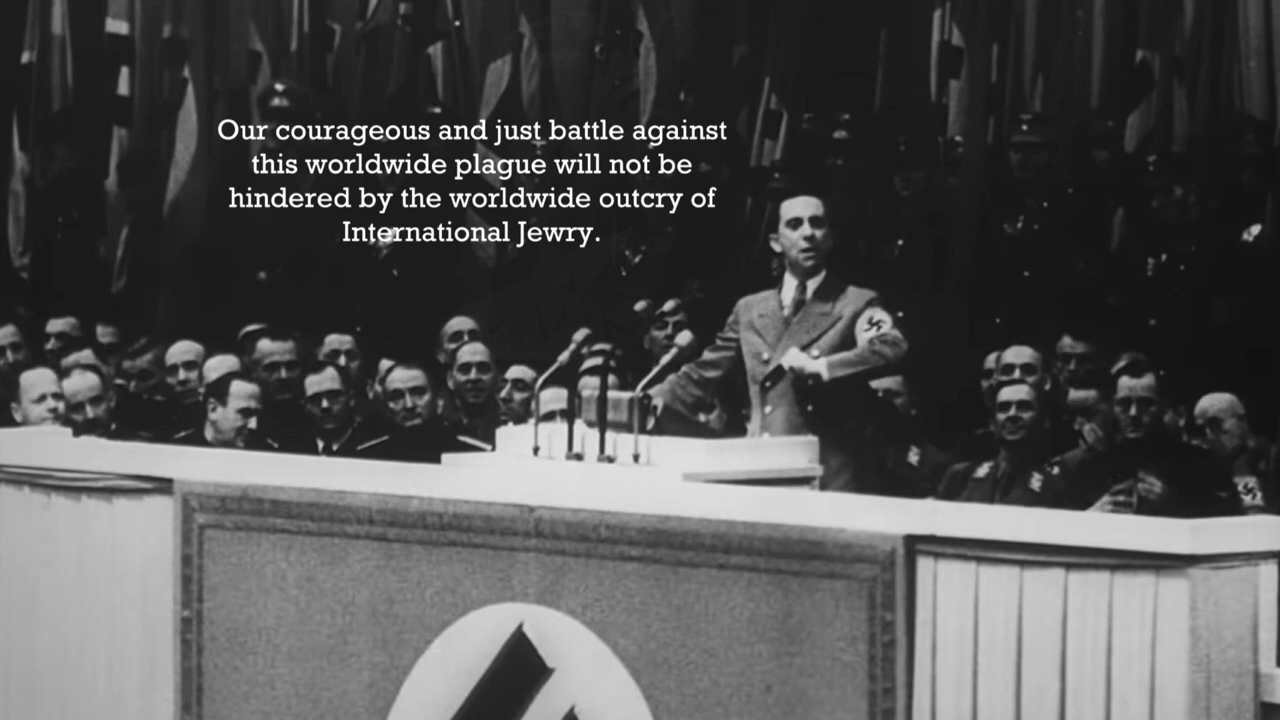 Our courageous and just battle against
this worldwide plague will not be
hindered by the worldwide outcry of
International Jewry.